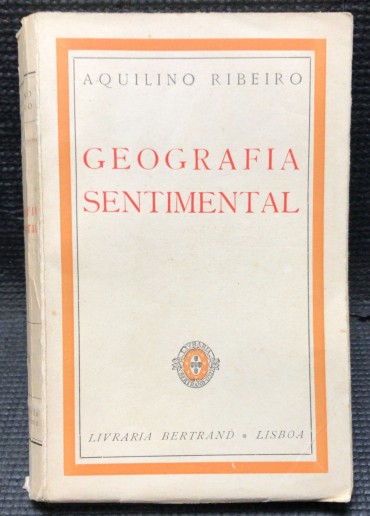 AQUILINO RIBEIRO
GEOGRAFIA
SENTIMENTAL
LIVRARIA BERTRAND • LISBOA